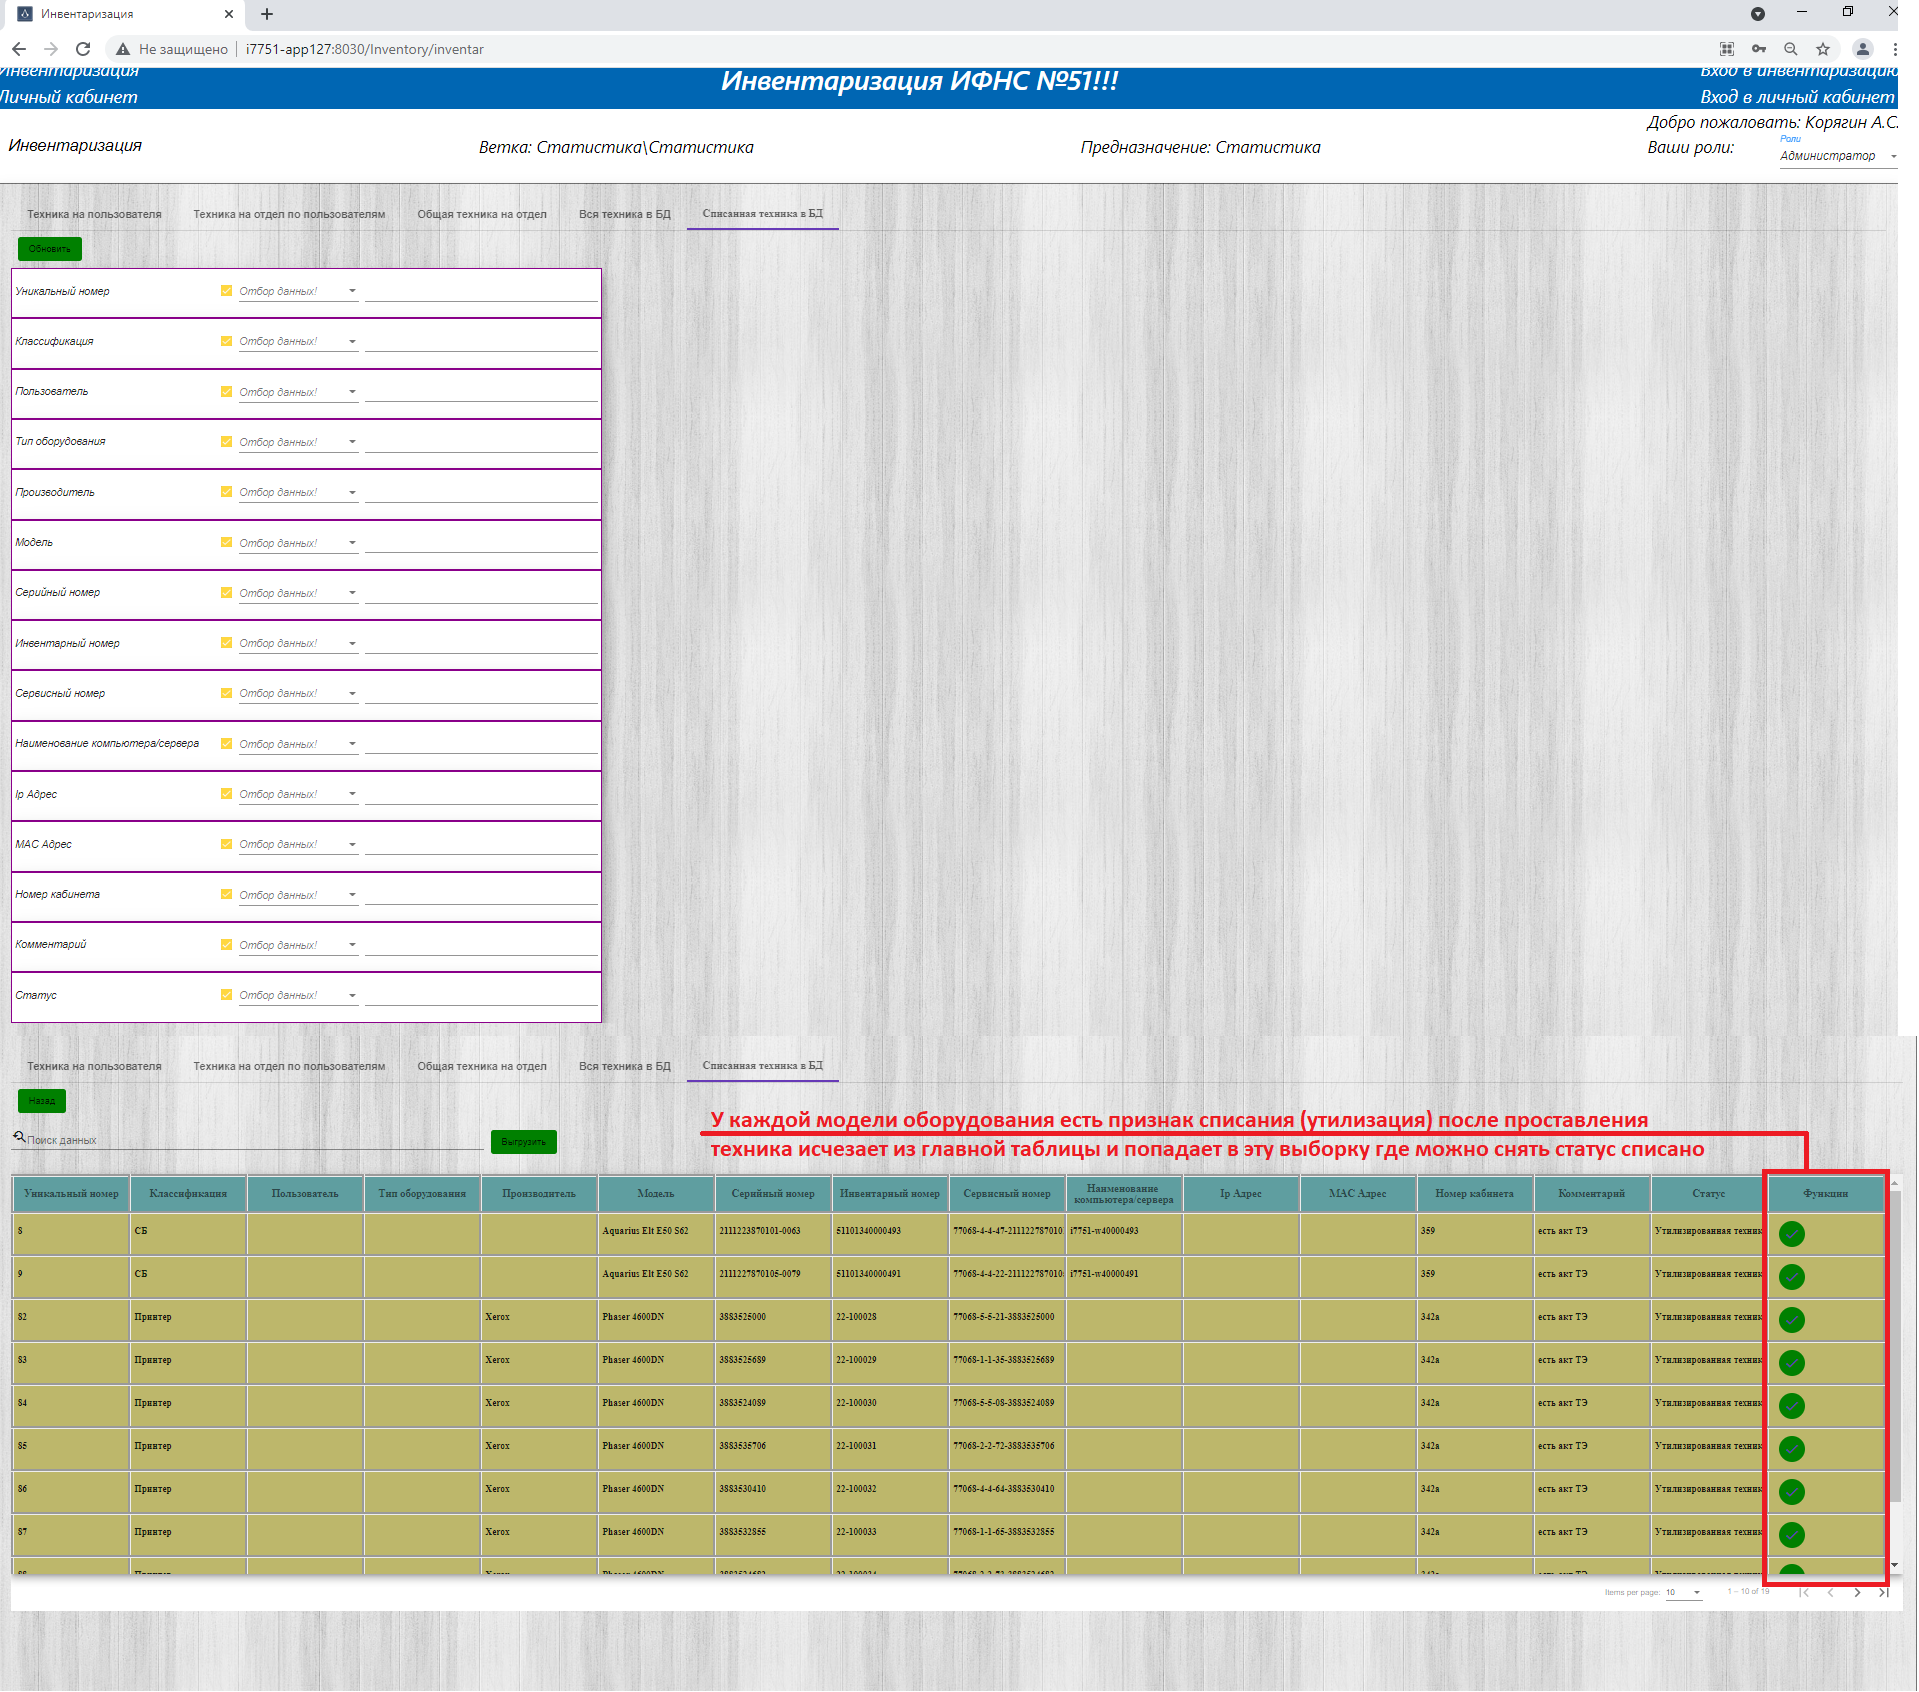 Инвентаризация
Не защищено | i7751-app127:8030/Inventory/inventar
Инвентаризация
Личный кабинет
Инвентаризация ИФНС №51!!!
Вход в инвентаризацию
Вход в личный кабинет
Добро пожаловать: Корягин А.С.
Инвентаризация
Ветка: Статистика\Статистика
Предназначение: Статистика
Ваши роли:
Роли
Администратор
Техника на пользователя Техника на отдел по пользователям Общая техника на отдел Вся техника в БД Списанная техника в БД
Обновить
Уникальный номер Отбор данных!
Классификация Отбор данных!
Пользователь Отбор данных!
Тип оборудования Отбор данных!
Производитель Отбор данных!
Модель Отбор данных!
Серийный номер Отбор данных!
Инвентарный номер Отбор данных!
Сервисный номер Отбор данных!
Наименование компьютера/сервера Отбор данных!
Ip Адрес Отбор данных!
МАС Адрес Отбор данных!
Номер кабинета Отбор данных!
Комментарий Отбор данных!
Статус Отбор данных!
Техника на пользователя Техника на отдел по пользователям Общая техника на отдел Вся техника в БД Списанная техника в БД
Назад
У каждой модели оборудования есть признак списания (утилизация) после проставления
техника исчезает из главной таблицы и попадает в эту выборку где можно снять статус списано
Поиск данных
Выгрузить
Уникальный номер Классификация Пользователь Тип оборудования Производитель Модель Серийный номер Инвентарный номер Сервисный номер Наименование компьютера/сервера Ip Адрес МАС Адрес Номер кабинета Комментарий Статус Функции
8 СБ Aquarius Elt E50 S62 2111223870101-0063 51101340000493 77068-4-4-47-211122787010 i7751-w40000493 359 есть акт ТЭ Утилизированная техник
9 СБ Aquarius Elt E50 S62 2111227870105-0079 51101340000491 77068-4-4-22-211122787010 i7751-w40000491 359 есть акт ТЭ Утилизированная техник
82 Принтер Xerox Phaser 4600DN 3883525000 22-100028 77068-5-5-21-3883525000 342а есть акт ТЭ Утилизированная техник
83 Принтер Xerox Phaser 4600DN 3883525689 22-100029 77068-1-1-35-3883525689 342а есть акт ТЭ Утилизированная техник
84 Принтер Xerox Phaser 4600DN 3883524089 22-100030 77068-5-5-08-3883524089 342а есть акт ТЭ Утилизированная техник
85 Принтер Xerox Phaser 4600DN 3883535706 22-100031 77068-2-2-72-3883535706 342а есть акт ТЭ Утилизированная техник
86 Принтер Xerox Phaser 4600DN 3883530410 22-100032 77068-4-4-64-3883530410 342а есть акт ТЭ Утилизированная техник
87 Принтер Xerox Phaser 4600DN 3883532855 22-100033 77068-1-1-65-3883532855 342а есть акт ТЭ Утилизированная техник
Items per page: 10 1 – 10 of 19